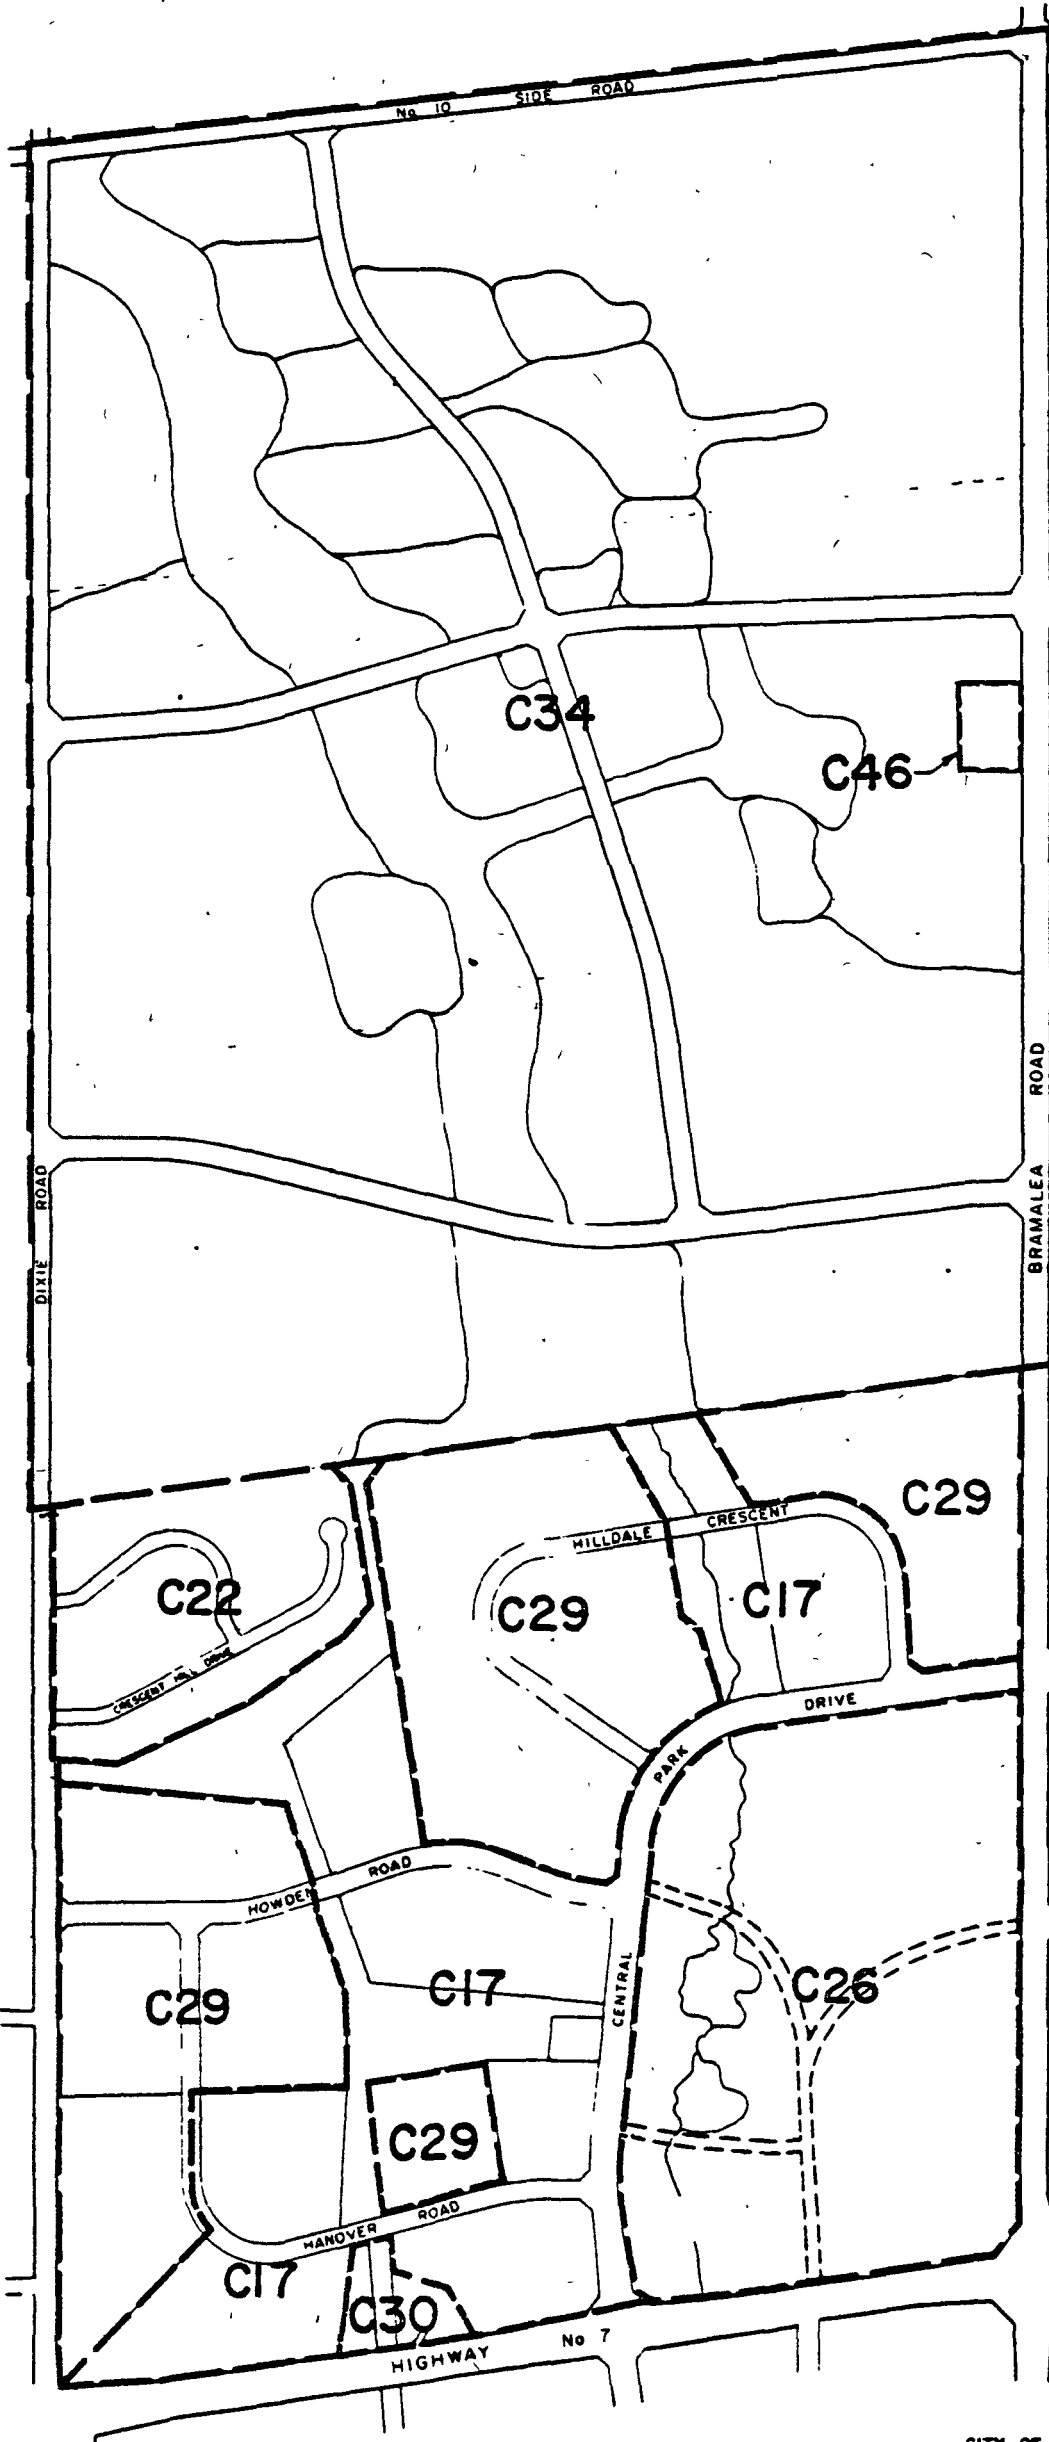 No 10 SIDE ROAD
C34
C46
BRAMALEA ROAD
DIXIE ROAD
C29
HILLDALE CRESCENT
C22
C29
C17
CRESCENT HILL DRIVE
PARK DRIVE
HOWDEN ROAD
C29
C17
CENTRAL
C26
C29
HANOVER ROAD
C17
C30
HIGHWAY No 7